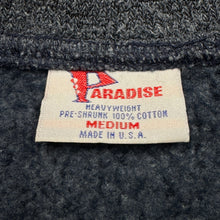 PARADISE
HEAVYWEIGHT
PRE-SHRUNK 100% COTTON
MEDIUM
MADE IN U.S.A.